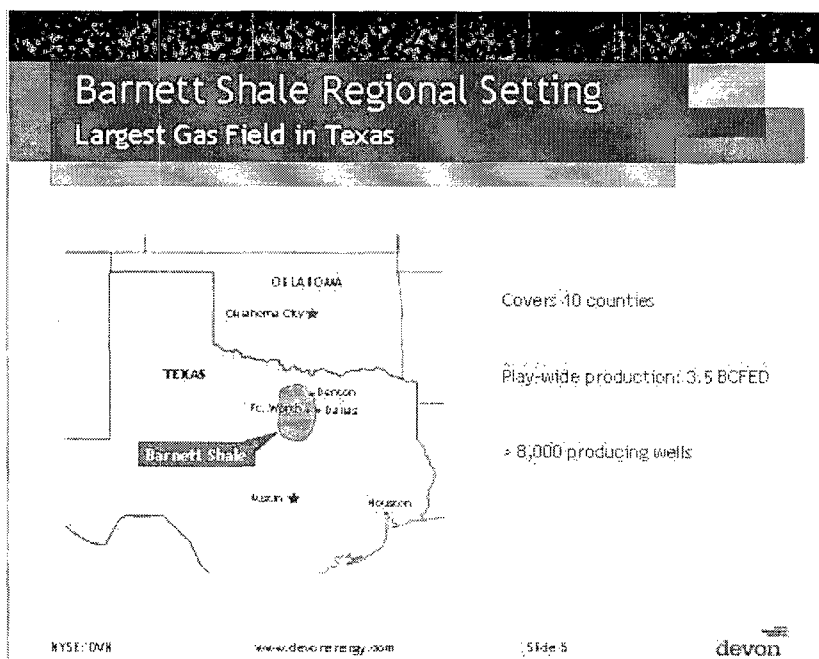 Barnett Shale Regional Setting
Largest Gas Field in Texas
OKLAHOMA
Oklahoma City
TEXAS
Denton
Ft. Worth
Dallas
Barnett Shale
Austin
Houston
Covers 10 counties
Play-wide production: 3.5 BCFED
> 8,000 producing wells
NYSE: DVN
www.devonenergy.com
Slide 5
devon